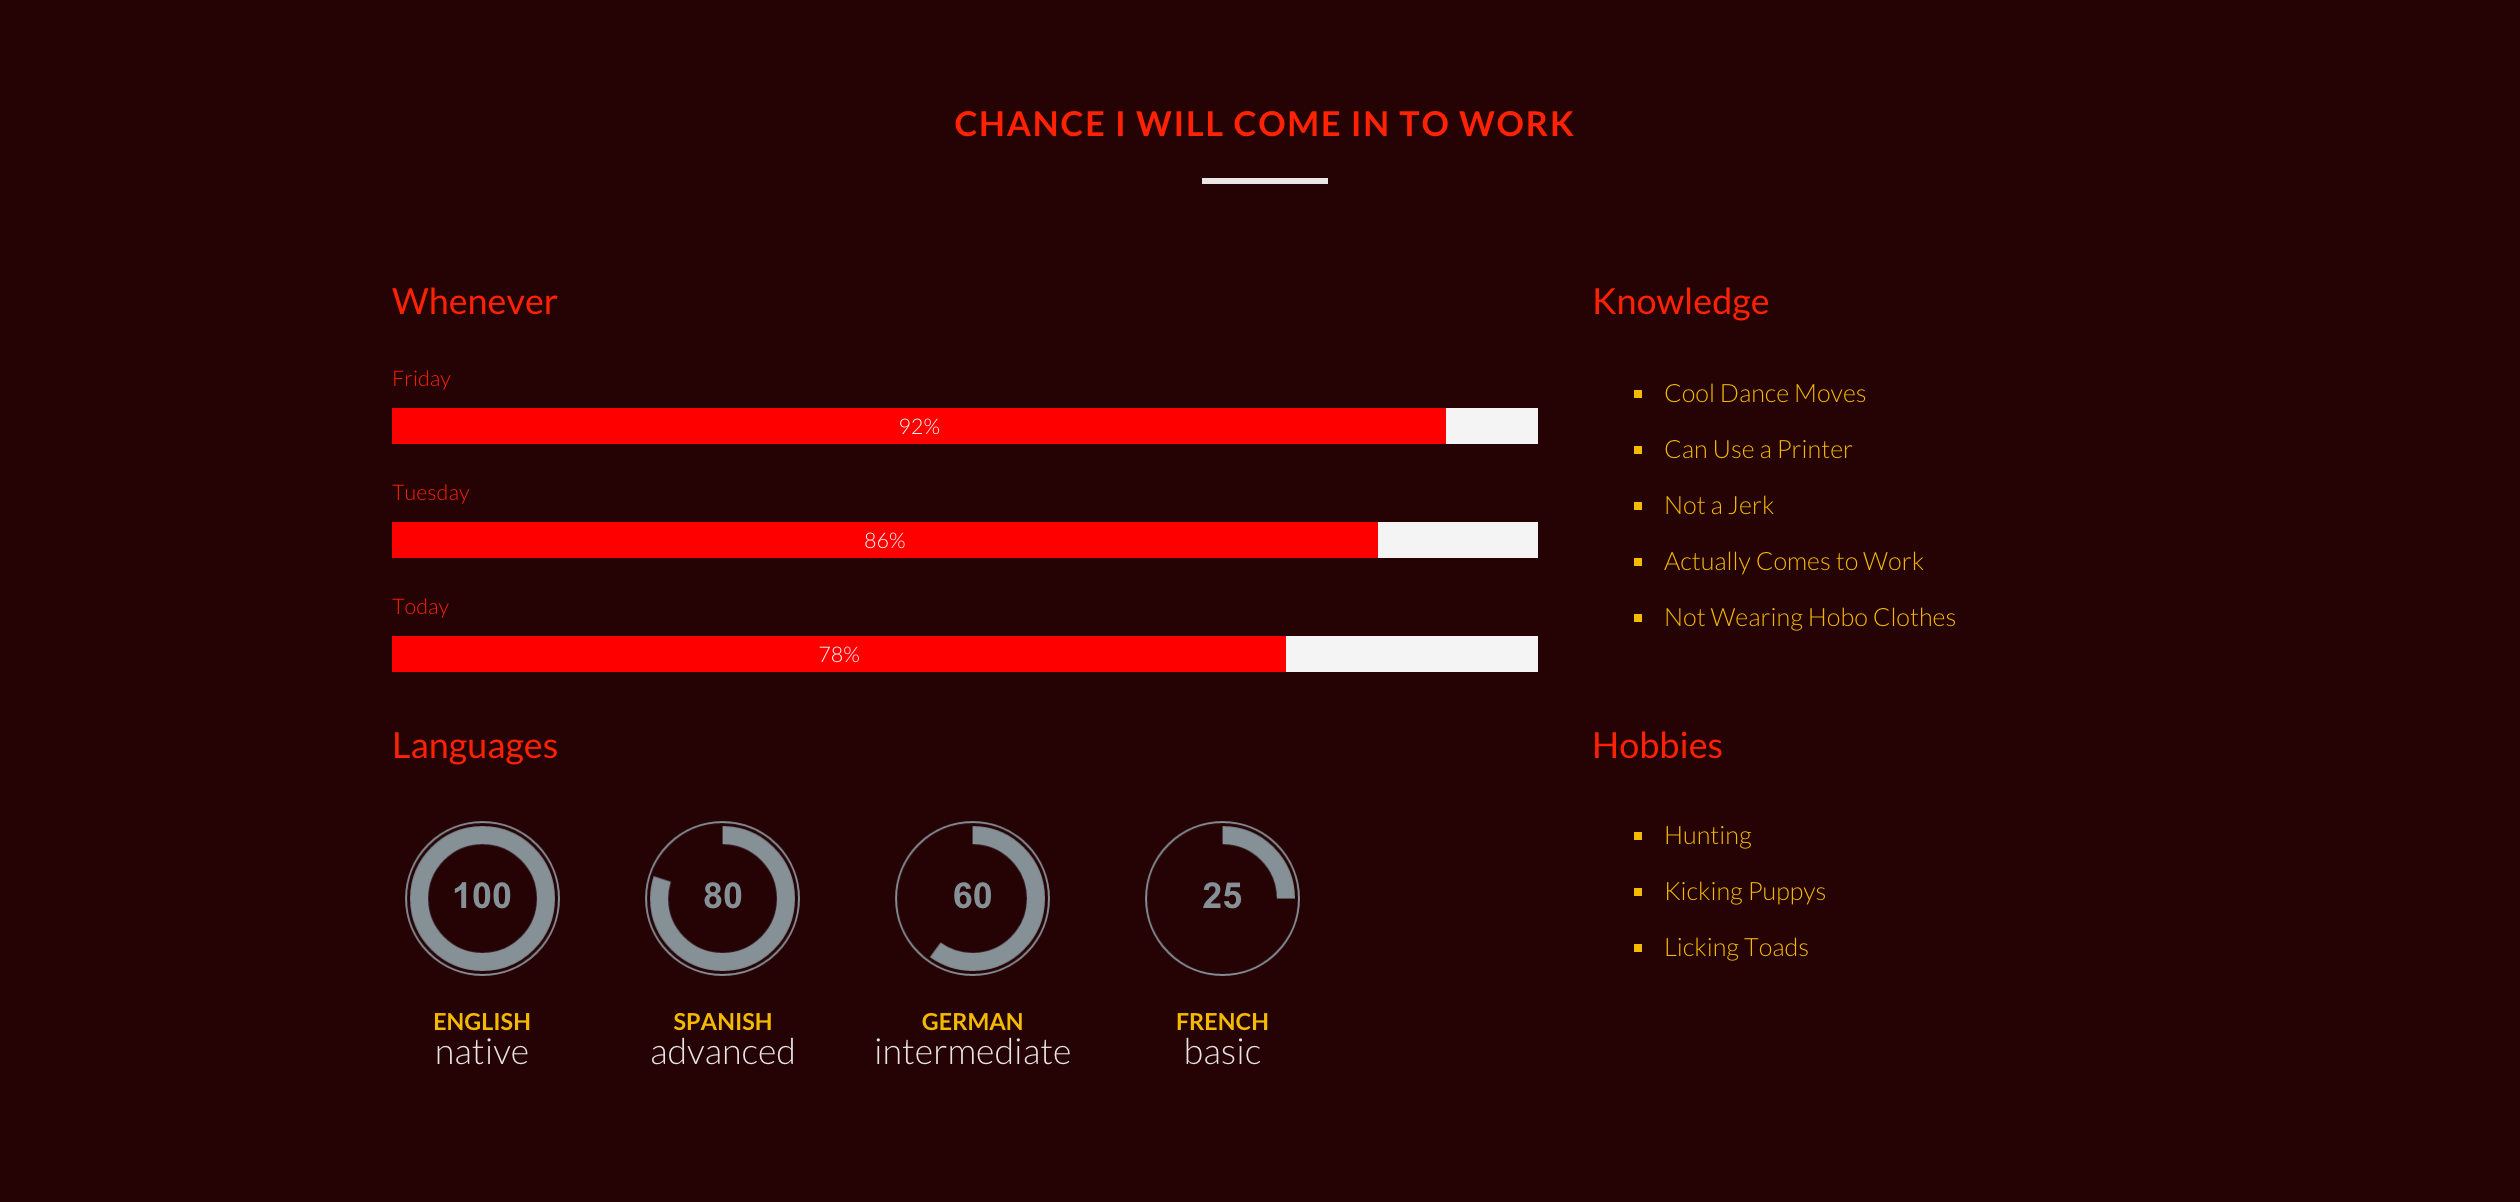 CHANCE I WILL COME IN TO WORK
Whenever
Friday
92%
Tuesday
86%
Today
78%
Knowledge
Cool Dance Moves
Can Use a Printer
Not a Jerk
Actually Comes to Work
Not Wearing Hobo Clothes
Languages
100
ENGLISH
native
80
SPANISH
advanced
60
GERMAN
intermediate
25
FRENCH
basic
Hobbies
Hunting
Kicking Puppys
Licking Toads